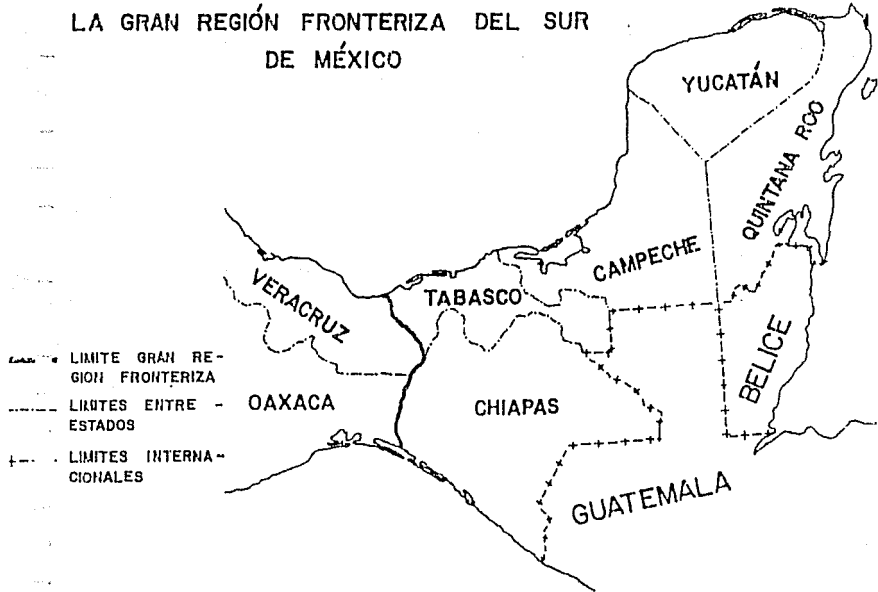 LA GRAN REGIÓN FRONTERIZA DEL SUR
DE MÉXICO
YUCATÁN
QUINTANA ROO
CAMPECHE
VERACRUZ
TABASCO
BELICE
LIMITE GRAN RE-
GION FRONTERIZA
LIMITES ENTRE -
ESTADOS
OAXACA
CHIAPAS
LIMITES INTERNA-
CIONALES
GUATEMALA